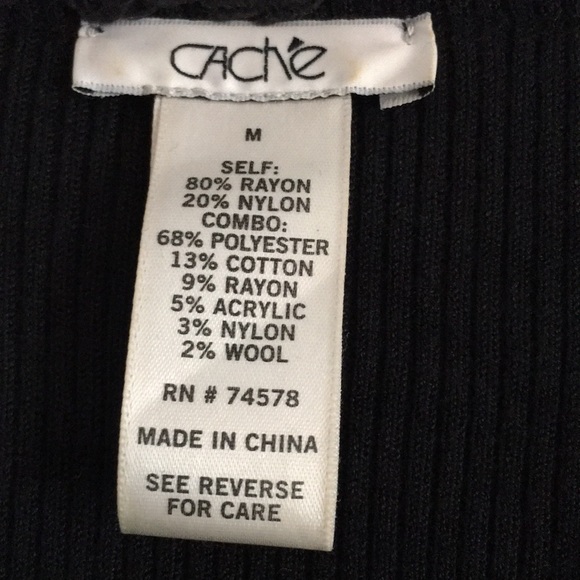 CAChé
M
SELF:
80% RAYON
20% NYLON
COMBO:
68% POLYESTER
13% COTTON
9% RAYON
5% ACRYLIC
3% NYLON
2% WOOL
RN # 74578
MADE IN CHINA
SEE REVERSE
FOR CARE